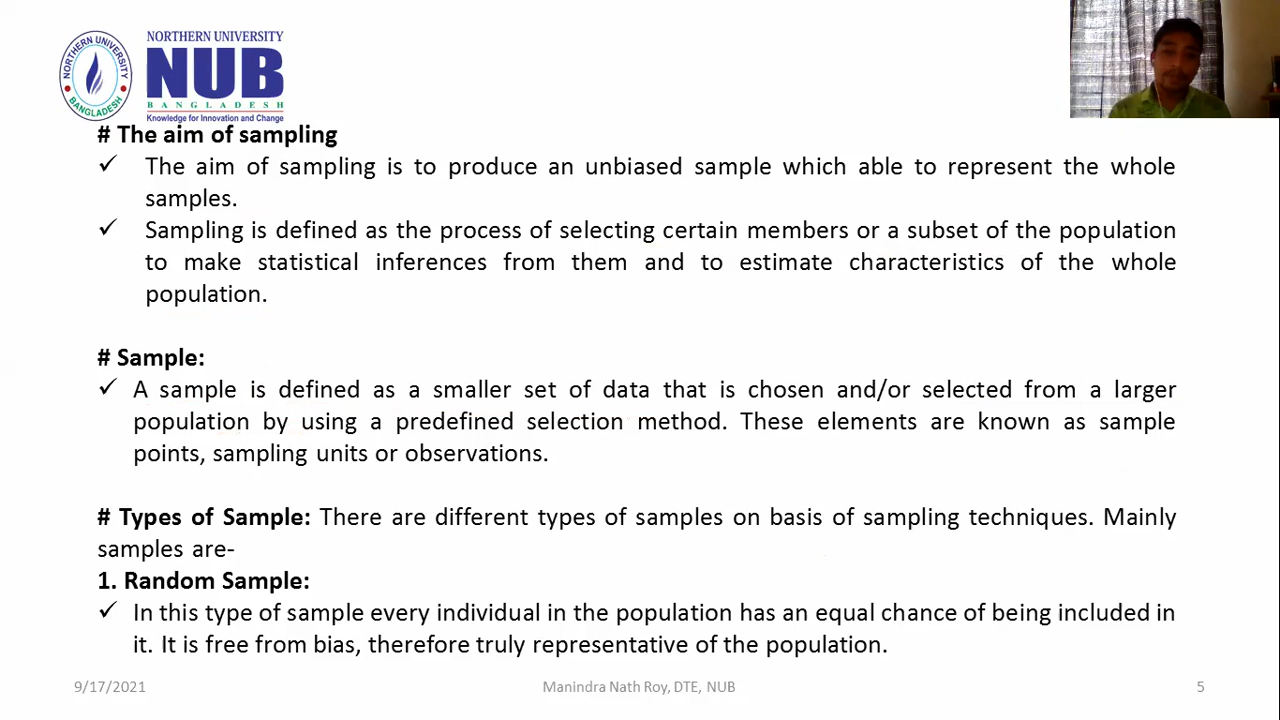 NORTHERN UNIVERSITY
BANGLADESH
NORTHERN UNIVERSITY
NUB
BANGLADESH
Knowledge for Innovation and Change
# The aim of sampling
✓ The aim of sampling is to produce an unbiased sample which able to represent the whole
samples.
✓ Sampling is defined as the process of selecting certain members or a subset of the population
to make statistical inferences from them and to estimate characteristics of the whole
population.
# Sample:
✓ A sample is defined as a smaller set of data that is chosen and/or selected from a larger
population by using a predefined selection method. These elements are known as sample
points, sampling units or observations.
# Types of Sample: There are different types of samples on basis of sampling techniques. Mainly
samples are-
1. Random Sample:
✓ In this type of sample every individual in the population has an equal chance of being included in
it. It is free from bias, therefore truly representative of the population.
9/17/2021 Manindra Nath Roy, DTE, NUB 5